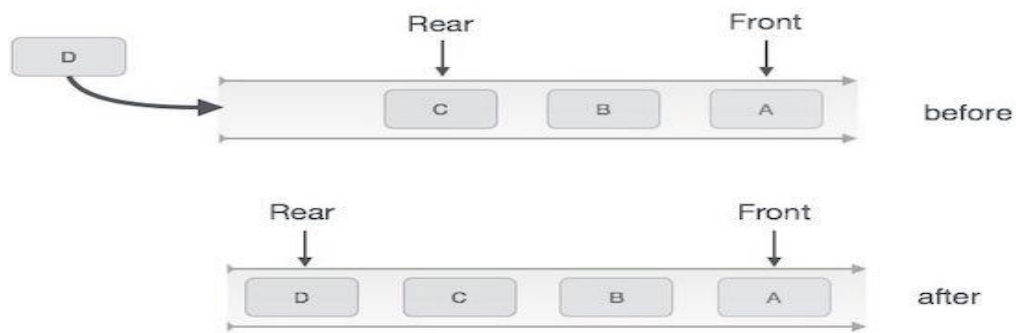 Rear Front
D
C B A
before
Rear Front
D C B A
after